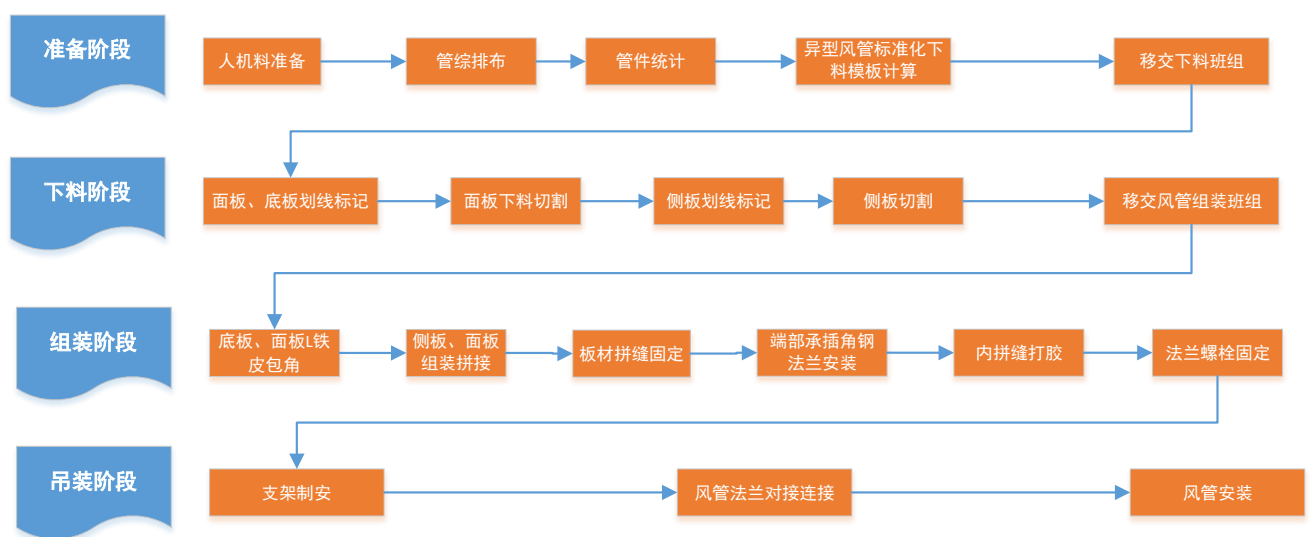 准备阶段
人机料准备
管综排布
管件统计
异型风管标准化下
料模板计算
移交下料班组
下料阶段
面板、底板划线标记
面板下料切割
侧板划线标记
侧板切割
移交风管组装班组
组装阶段
底板、面板L铁
皮包角
侧板、面板
组装拼接
板材拼缝固定
端部承插角钢
法兰安装
内拼缝打胶
法兰螺栓固定
吊装阶段
支架制安
风管法兰对接连接
风管安装